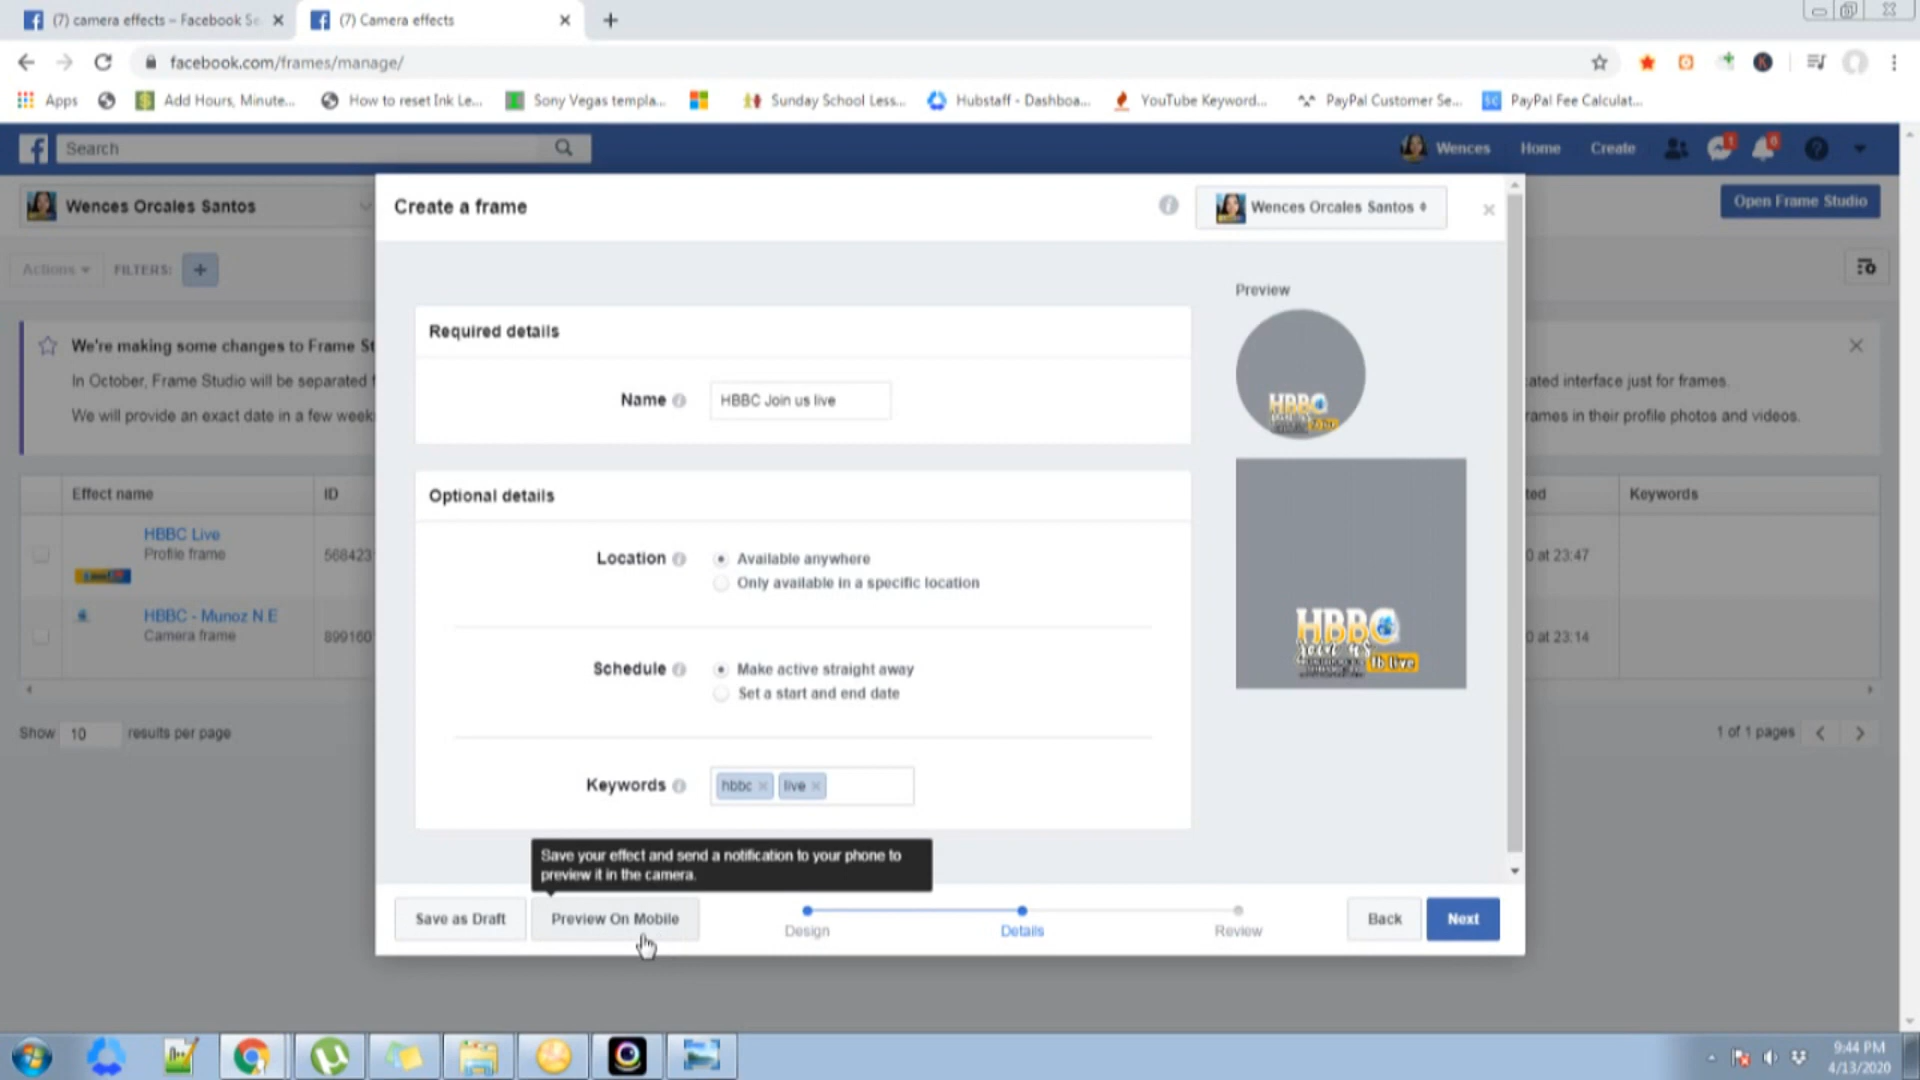 (7) camera effects – Facebook Se
(7) Camera effects
facebook.com/frames/manage/
Apps
Add Hours, Minute...
How to reset Ink Le...
Sony Vegas templa...
Sunday School Less...
Hubstaff - Dashboa...
YouTube Keyword...
PayPal Customer Se...
PayPal Fee Calculat...
Search
Wences
Home
Create
Wences Orcales Santos
Create a frame
Wences Orcales Santos
Open Frame Studio
Actions
FILTERS:
Preview
Required details
We're making some changes to Frame St
In October, Frame Studio will be separated
ated interface just for frames.
We will provide an exact date in a few week
rames in their profile photos and videos.
Name
HBBC Join us live
HBBC
Effect name
ID
Optional details
ted
Keywords
HBBC Live
Profile frame
568423
0 at 23:47
Location
Available anywhere
Only available in a specific location
HBBC - Munoz N E
Camera frame
899160
0 at 23:14
HBBC
join us
fb live
Schedule
Make active straight away
Set a start and end date
Show 10 results per page
1 of 1 pages
Keywords
hbbc
live
Save your effect and send a notification to your phone to
preview it in the camera.
Save as Draft
Preview On Mobile
Design
Details
Review
Back
Next
9:44 PM
4/13/2020